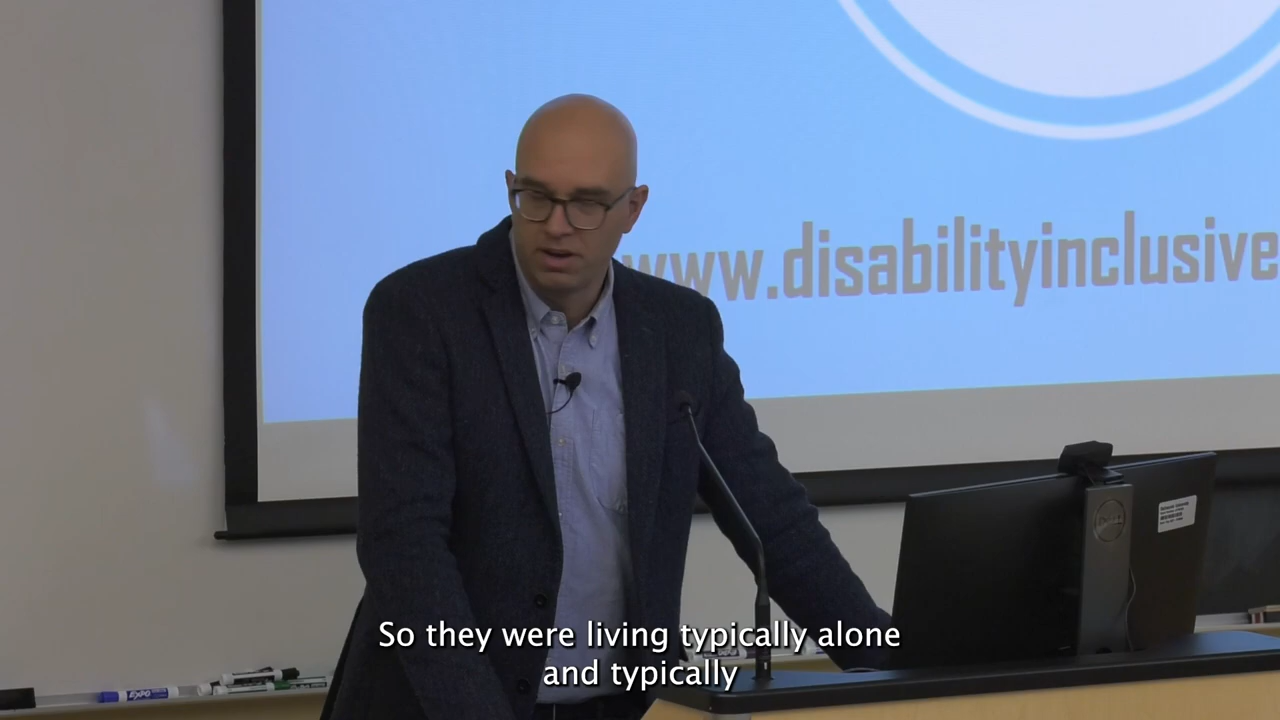 www.disabilityinclusive
DELL
EXPO
So they were living typically alone
and typically